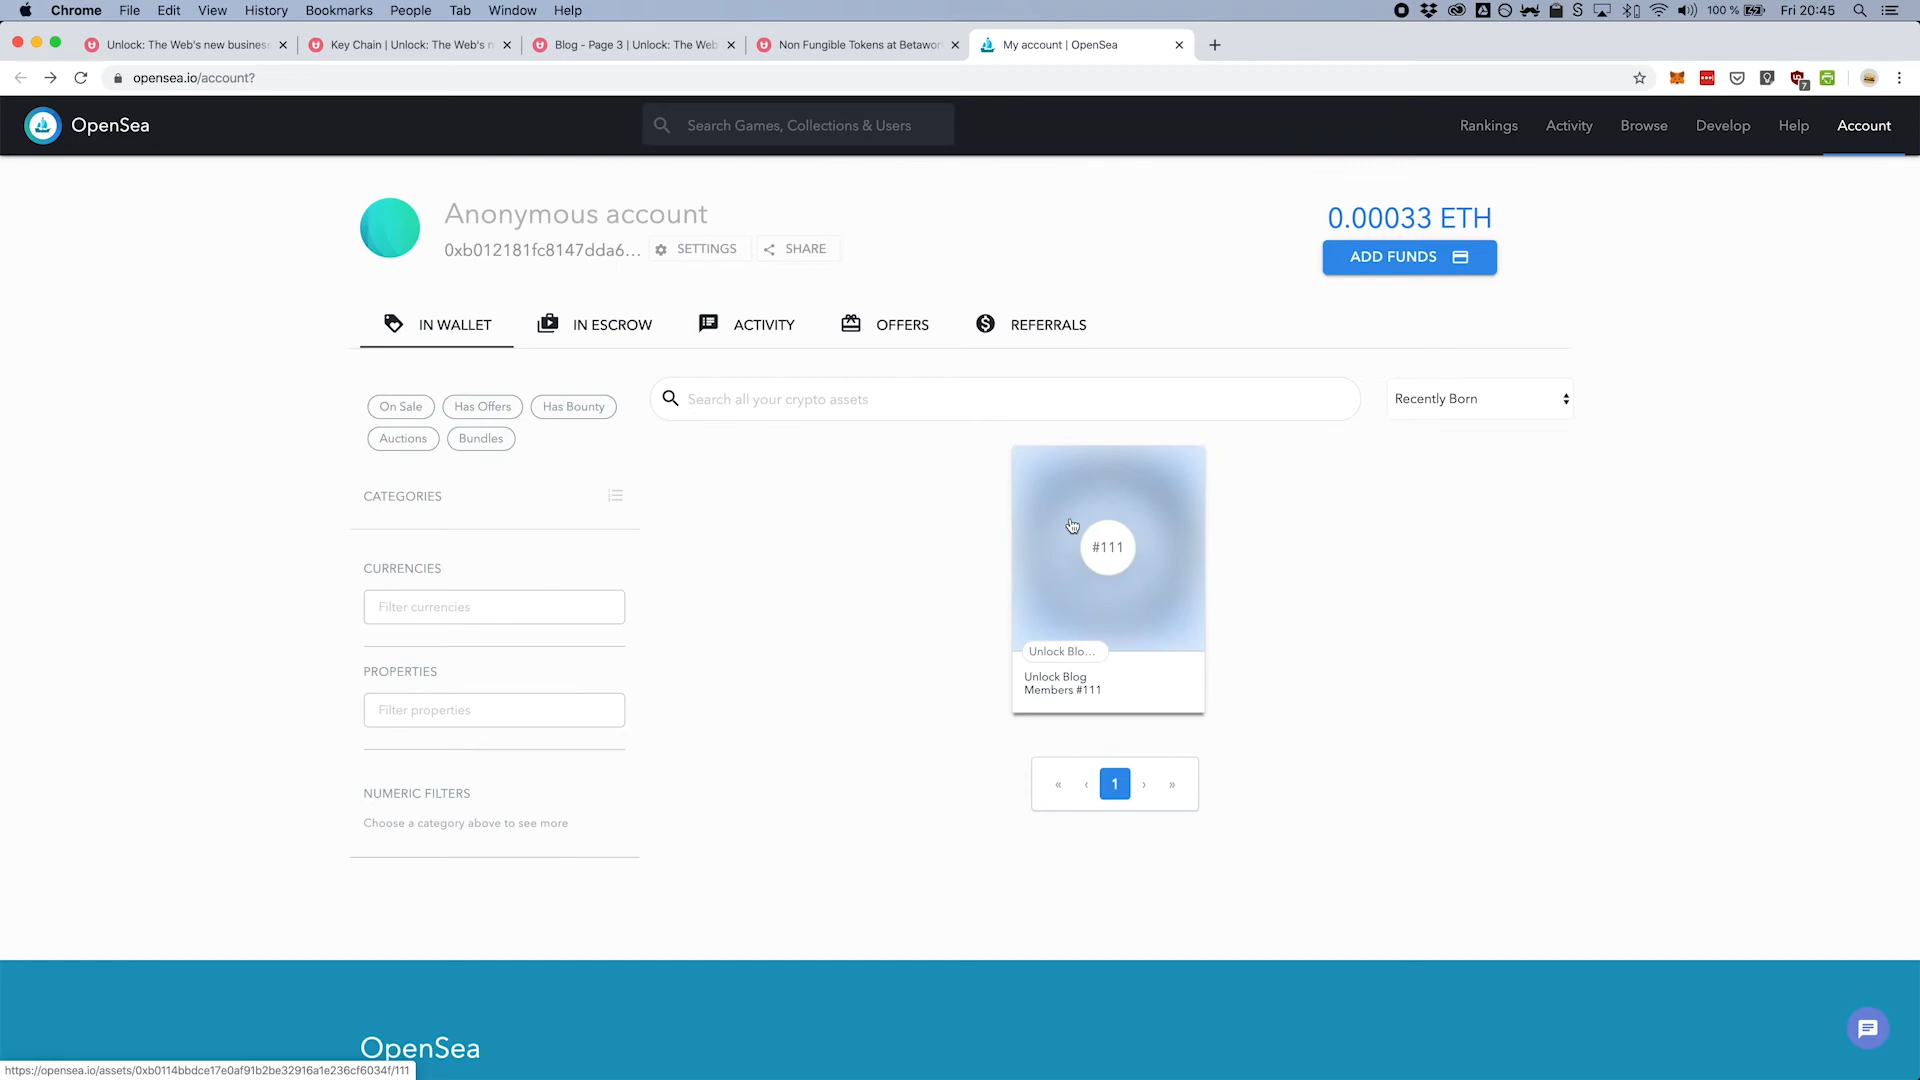 Chrome File Edit View History Bookmarks People Tab Window Help
100 % Fri 20:45
Unlock: The Web's new business
Key Chain | Unlock: The Web's n
Blog - Page 3 | Unlock: The Web
Non Fungible Tokens at Betawor
My account | OpenSea
opensea.io/account?
7
OpenSea
Search Games, Collections & Users
Rankings Activity Browse Develop Help Account
Anonymous account
0xb012181fc8147dda6...
SETTINGS
SHARE
0.00033 ETH
ADD FUNDS
IN WALLET
IN ESCROW
ACTIVITY
OFFERS
REFERRALS
On Sale
Has Offers
Has Bounty
Auctions
Bundles
Search all your crypto assets
Recently Born
CATEGORIES
CURRENCIES
Filter currencies
PROPERTIES
Filter properties
NUMERIC FILTERS
Choose a category above to see more
#111
Unlock Blo...
Unlock Blog
Members #111
« ‹ 1 › »
OpenSea
https://opensea.io/assets/0xb0114bbdce17e0af91b2be32916a1e236cf6034f/111